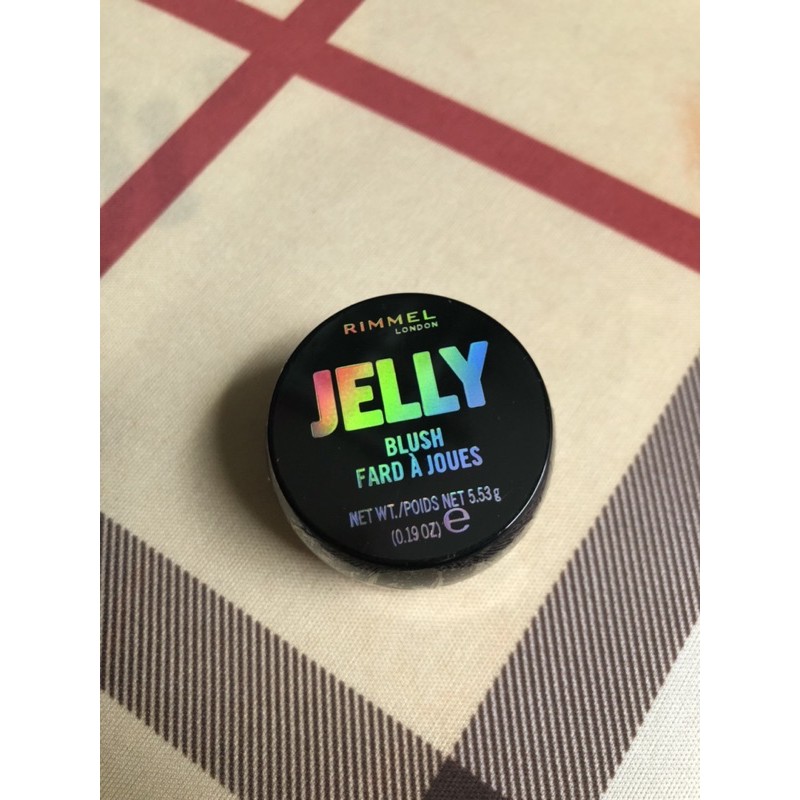 RIMMEL
LONDON
JELLY
BLUSH
FARD À JOUES
NET WT./POIDS NET 5.53 g
(0.19 OZ) ℮